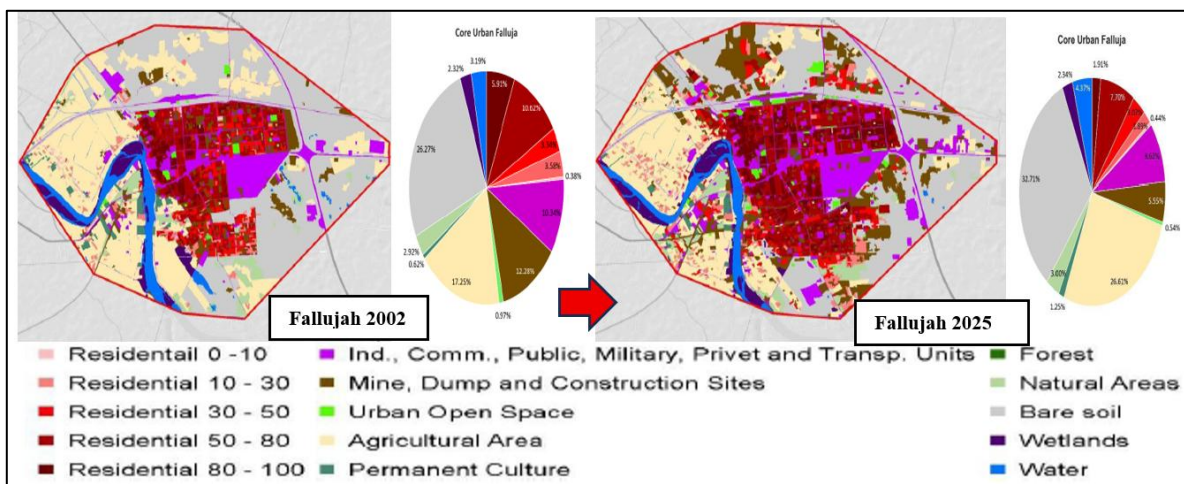 Core Urban Falluja
3.19%
2.32%
5.91%
10.62%
3.58%
0.38%
26.27%
2.92%
0.62%
17.25%
12.28%
0.97%
Fallujah 2002
Core Urban Falluja
1.91%
4.37%
7.70%
0.44%
9.62%
5.55%
0.54%
32.71%
3.00%
1.25%
26.61%
Fallujah 2025
Residentail 0 -10
Residential 10 - 30
Residential 30 - 50
Residential 50 - 80
Residential 80 - 100
Ind., Comm., Public, Military, Privet and Transp. Units
Mine, Dump and Construction Sites
Urban Open Space
Agricultural Area
Permanent Culture
Forest
Natural Areas
Bare soil
Wetlands
Water